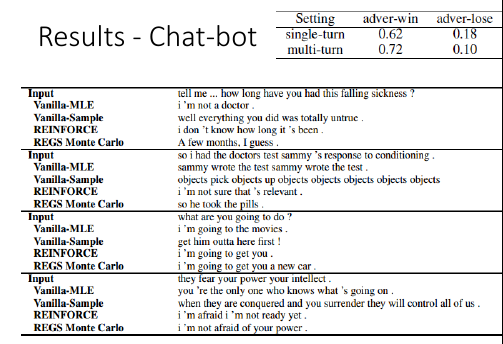 Results - Chat-bot
Setting adver-win adver-lose
single-turn 0.62 0.18
multi-turn 0.72 0.10
Input tell me ... how long have you had this falling sickness ?
Vanilla-MLE i 'm not a doctor .
Vanilla-Sample well everything you did was totally untrue .
REINFORCE i don 't know how long it 's been .
REGS Monte Carlo A few months, I guess .
Input so i had the doctors test sammy 's response to conditioning .
Vanilla-MLE sammy wrote the test sammy wrote the test .
Vanilla-Sample objects pick objects up objects objects objects objects objects objects
REINFORCE i 'm not sure that 's relevant .
REGS Monte Carlo so he took the pills .
Input what are you going to do ?
Vanilla-MLE i 'm going to the movies .
Vanilla-Sample get him outta here first !
REINFORCE i 'm going to get you .
REGS Monte Carlo i 'm going to get you a new car .
Input they fear your power your intellect .
Vanilla-MLE you 're the only one who knows what 's going on .
Vanilla-Sample when they are conquered and you surrender they will control all of us .
REINFORCE i 'm afraid i 'm not ready yet .
REGS Monte Carlo i 'm not afraid of your power .